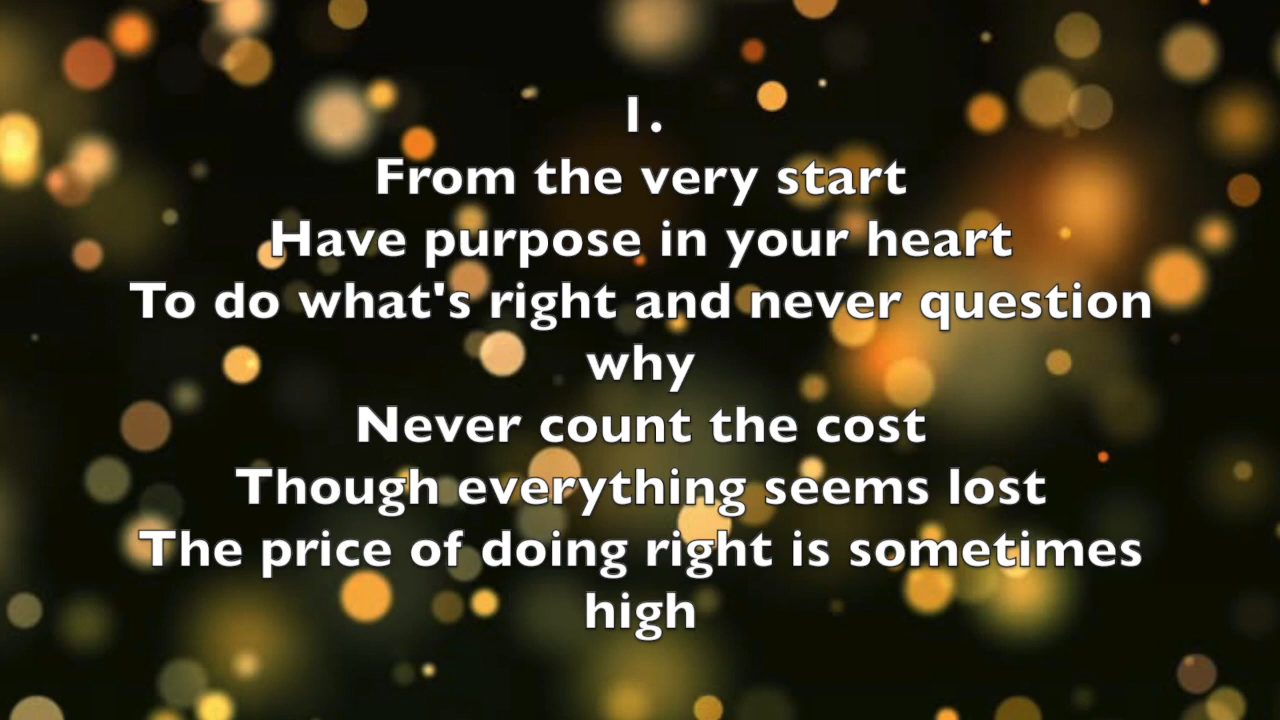 1.
From the very start
Have purpose in your heart
To do what's right and never question
why
Never count the cost
Though everything seems lost
The price of doing right is sometimes
high